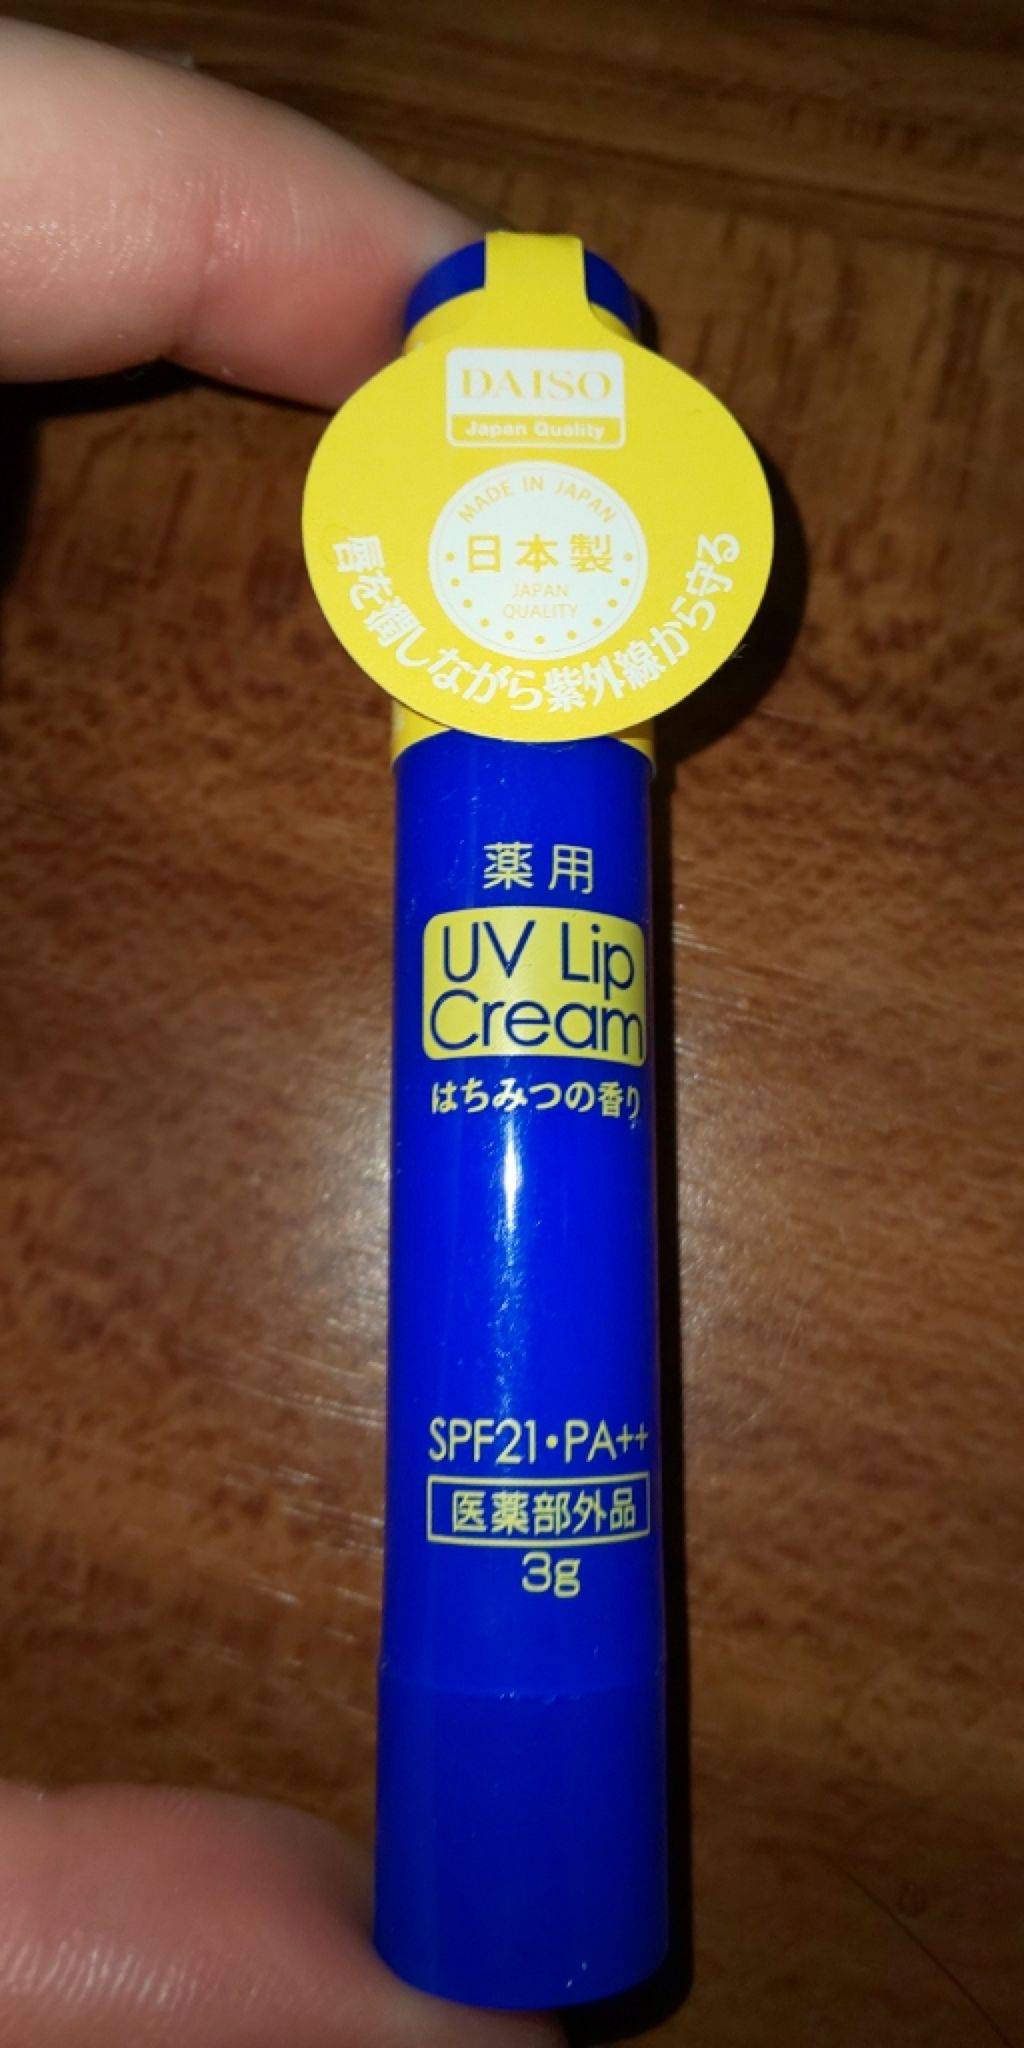 DAISO
Japan Quality
MADE IN JAPAN
日本製
JAPAN
QUALITY
唇を潤しながら紫外線から守る
薬用
UV Lip
Cream
はちみつの香り
SPF21・PA++
医薬部外品
3g